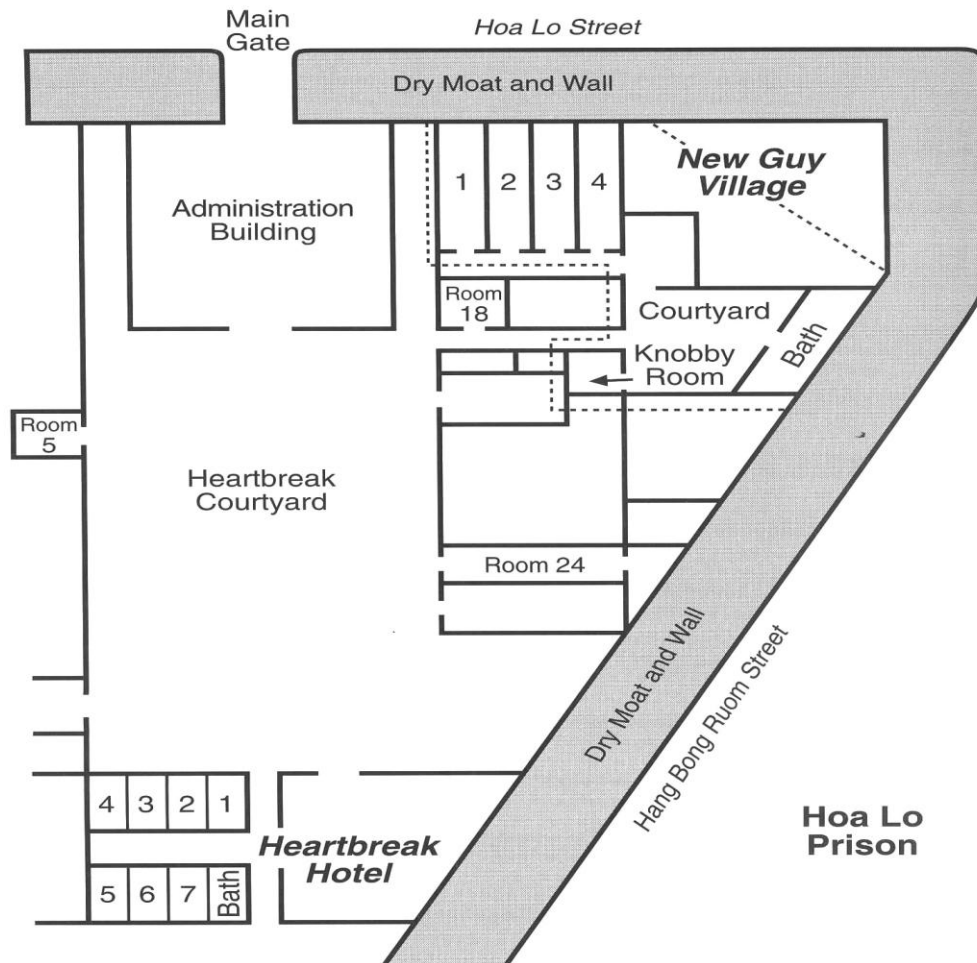 Main
Gate
Hoa Lo Street
Dry Moat and Wall
New Guy
Village
1 2 3 4
Administration
Building
Room
18
Courtyard
Bath
Knobby
Room
Room
5
Heartbreak
Courtyard
Room 24
Dry Moat and Wall
Hang Bong Ruom Street
4 3 2 1
Heartbreak
Hotel
5 6 7 Bath
Hoa Lo
Prison